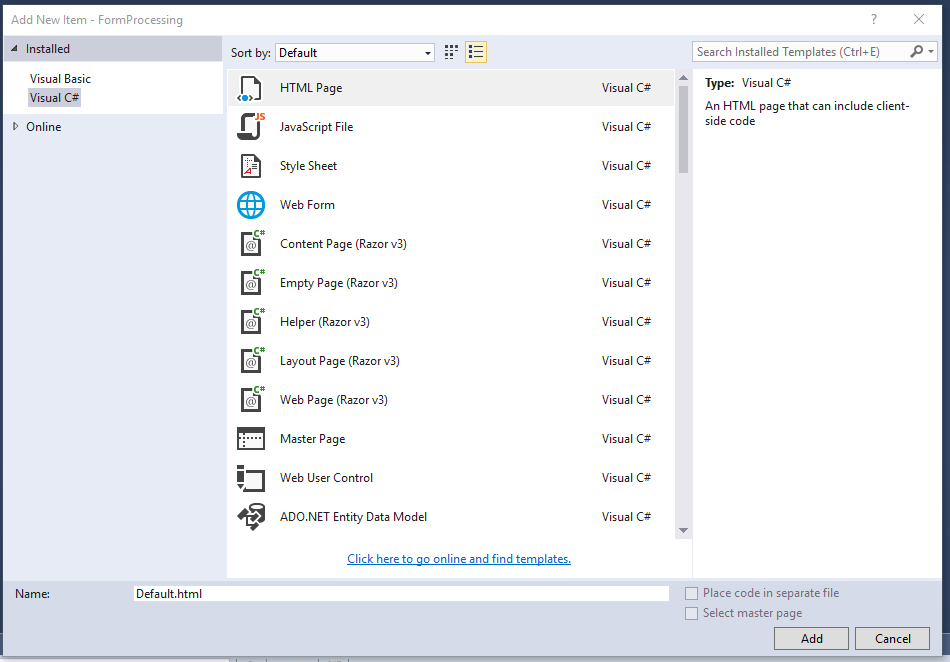 Add New Item - FormProcessing
?
Installed
Visual Basic
Visual C#
Online
Sort by: Default
Search Installed Templates (Ctrl+E)
HTML Page Visual C#
JS
JavaScript File Visual C#
Style Sheet Visual C#
Web Form Visual C#
C#
@
Content Page (Razor v3) Visual C#
C#
@
Empty Page (Razor v3) Visual C#
C#
@
Helper (Razor v3) Visual C#
C#
@
Layout Page (Razor v3) Visual C#
C#
@
Web Page (Razor v3) Visual C#
Master Page Visual C#
Web User Control Visual C#
ADO.NET Entity Data Model Visual C#
Click here to go online and find templates.
Type: Visual C#
An HTML page that can include client-
side code
Name: Default.html
Place code in separate file
Select master page
Add Cancel